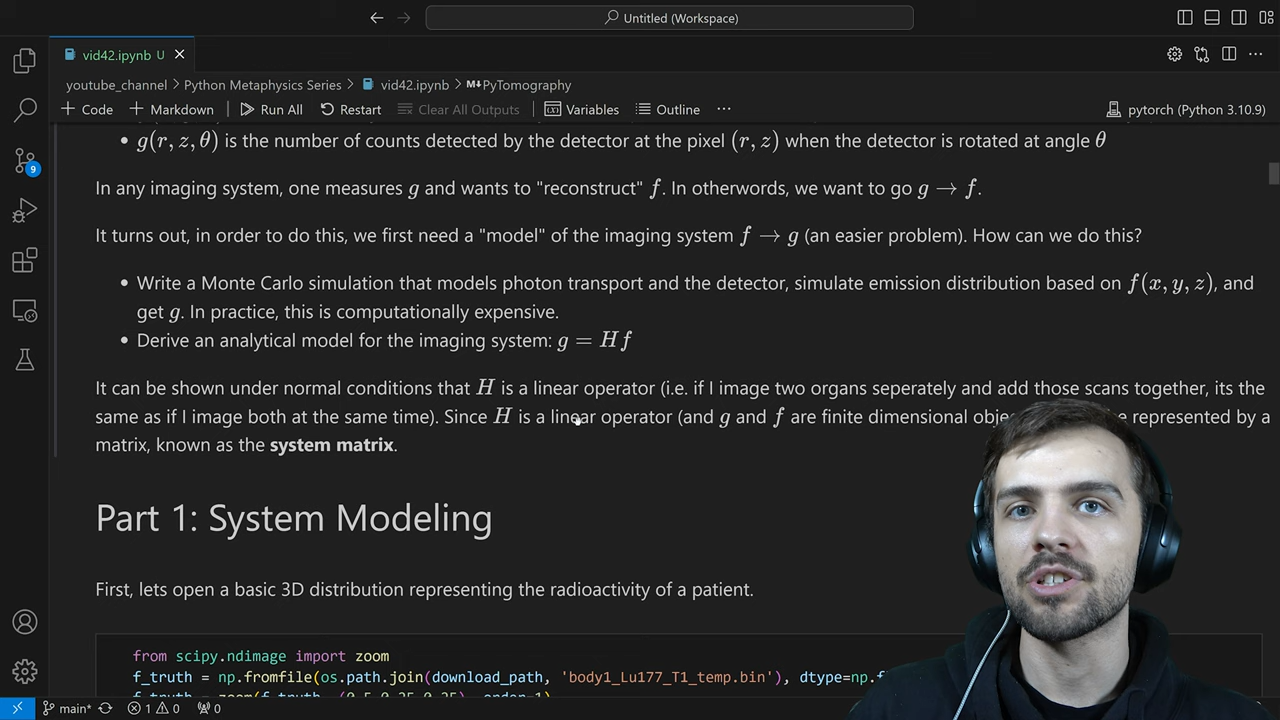 Untitled (Workspace)
vid42.ipynb U
youtube_channel > Python Metaphysics Series > vid42.ipynb > PyTomography
+ Code + Markdown Run All Restart Clear All Outputs Variables Outline ... pytorch (Python 3.10.9)
• g(r, z, θ) is the number of counts detected by the detector at the pixel (r, z) when the detector is rotated at angle θ
In any imaging system, one measures g and wants to "reconstruct" f. In otherwords, we want to go g → f.
It turns out, in order to do this, we first need a "model" of the imaging system f → g (an easier problem). How can we do this?
• Write a Monte Carlo simulation that models photon transport and the detector, simulate emission distribution based on f(x, y, z), and
get g. In practice, this is computationally expensive.
• Derive an analytical model for the imaging system: g = Hf
It can be shown under normal conditions that H is a linear operator (i.e. if I image two organs seperately and add those scans together, its the
same as if I image both at the same time). Since H is a linear operator (and g and f are finite dimensional represented by a
matrix, known as the system matrix.
Part 1: System Modeling
First, lets open a basic 3D distribution representing the radioactivity of a patient.
from scipy.ndimage import zoom
f_truth = np.fromfile(os.path.join(download_path, 'body1_Lu177_T1_temp.bin'), dtype=np.f
9
main* 1 0 0